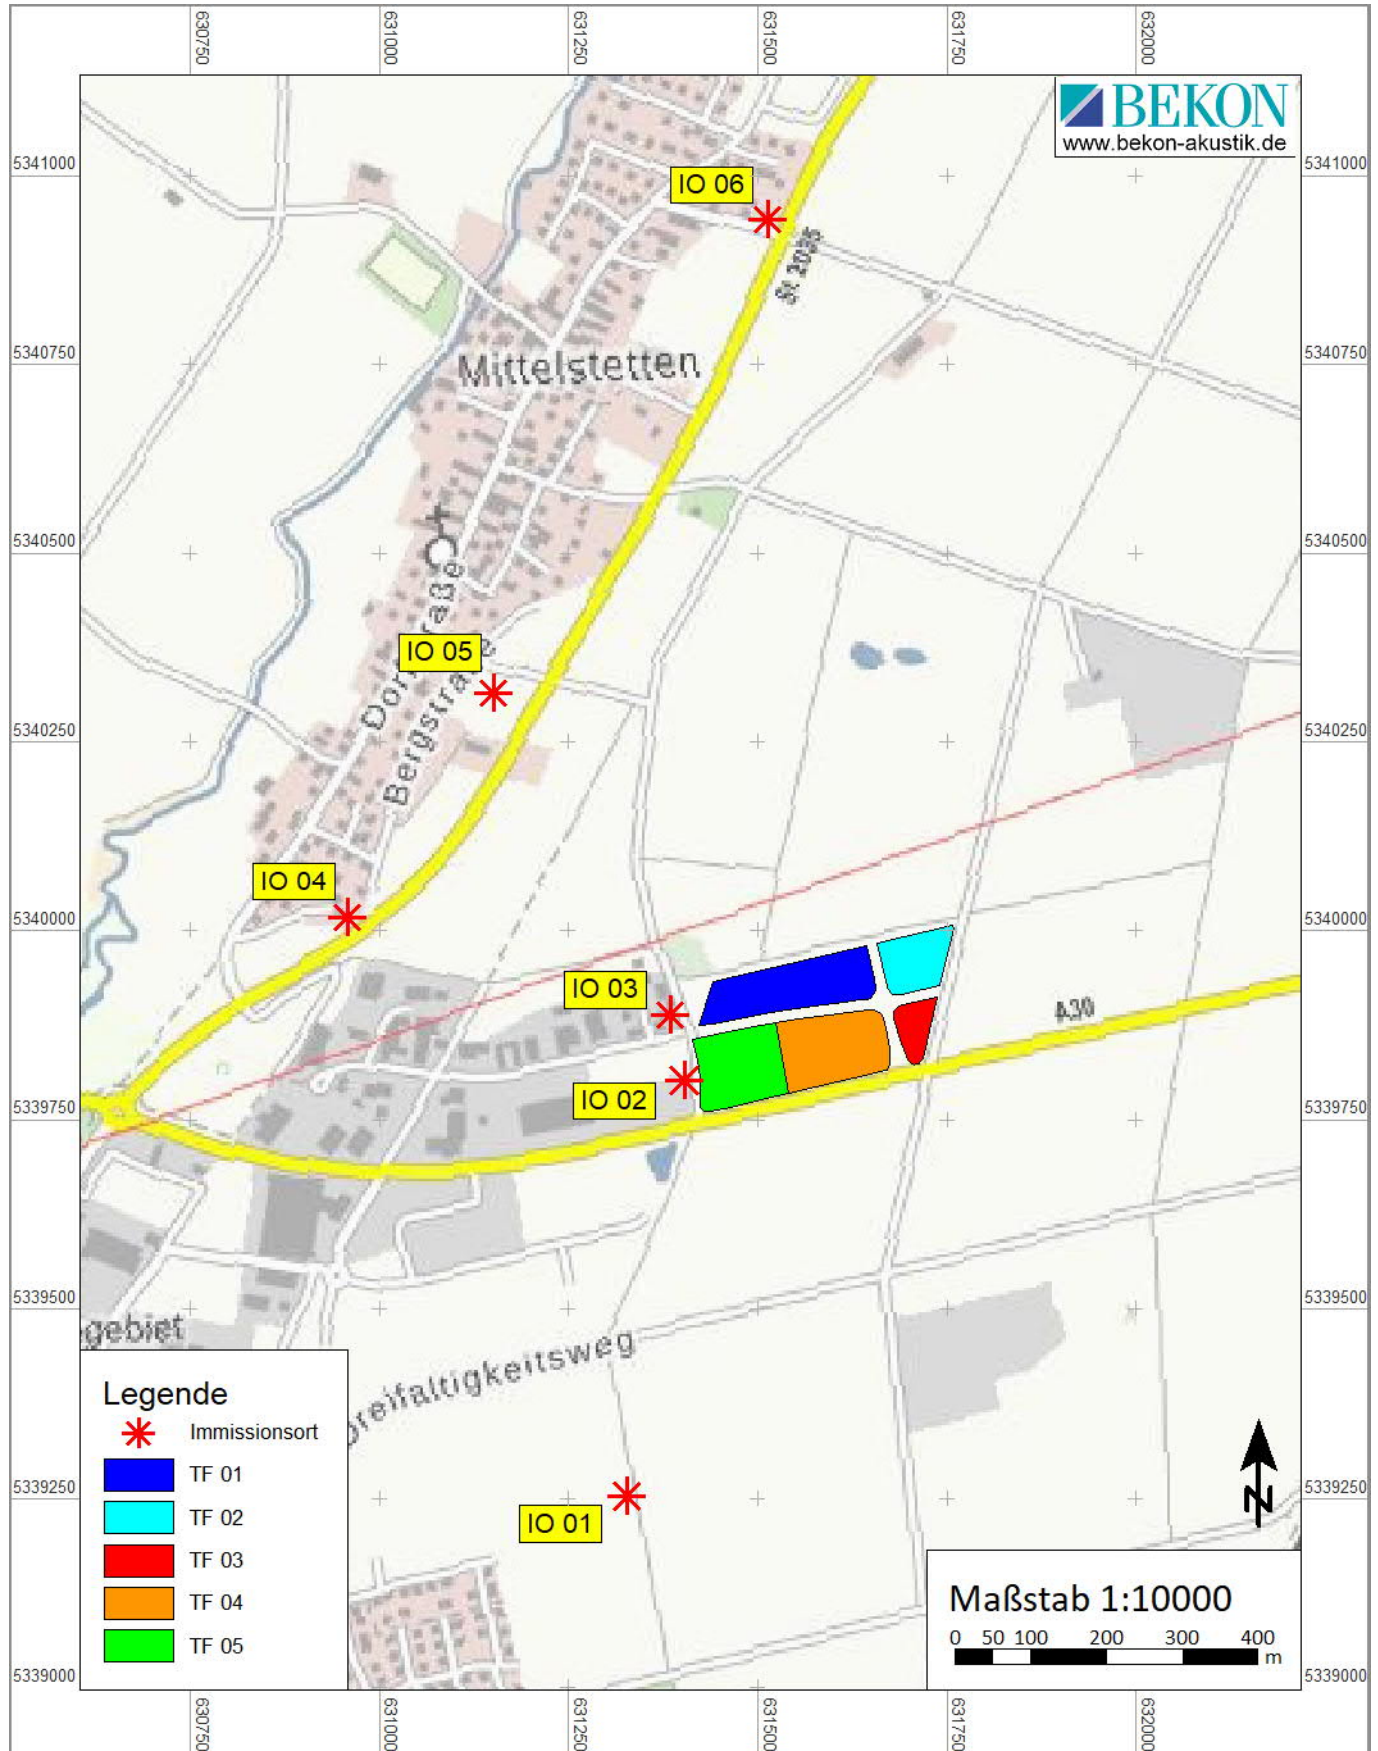 630750
631000
631250
631500
631750
632000
BEKON
www.bekon-akustik.de
5341000
5341000
IO 06
St 2035
5340750
5340750
Mittelstetten
5340500
5340500
IO 05
Bergstraße
5340250
5340250
IO 04
5340000
5340000
IO 03
A30
IO 02
5339750
5339750
5339500
5339500
gebiet
Dreifaltigkeitsweg
Legende
Immissionsort
TF 01
TF 02
TF 03
TF 04
TF 05
5339250
5339250
IO 01
N
Maßstab 1:10000
0 50 100 200 300 400
m
5339000
5339000
630750
631000
631250
631500
631750
632000